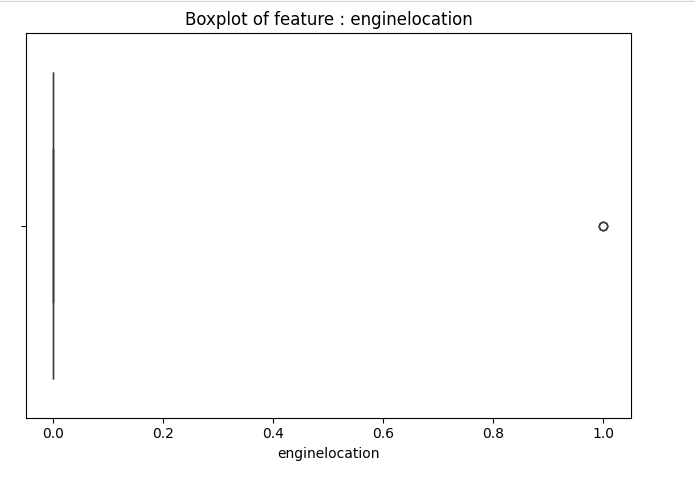 Boxplot of feature : enginelocation
0.0 0.2 0.4 0.6 0.8 1.0
enginelocation